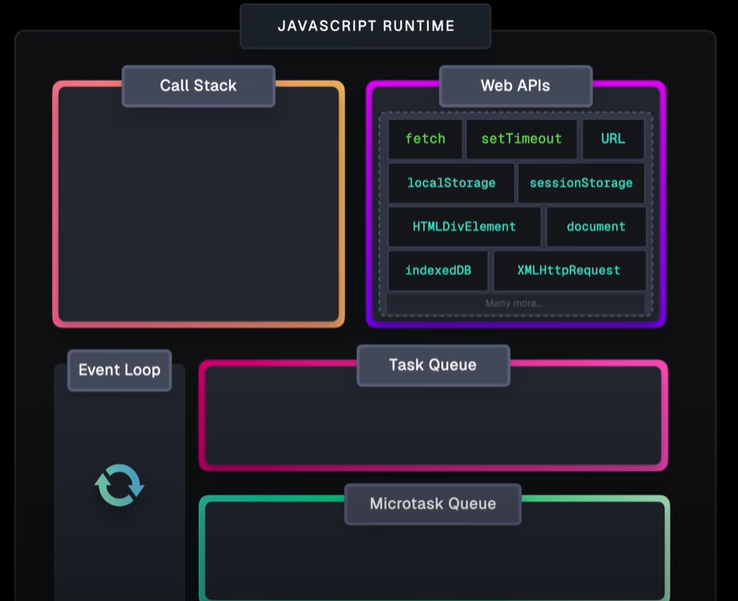 JAVASCRIPT RUNTIME
Call Stack
Web APIs
fetch setTimeout URL
localStorage sessionStorage
HTMLDivElement document
indexedDB XMLHttpRequest
Many more...
Event Loop
Task Queue
Microtask Queue